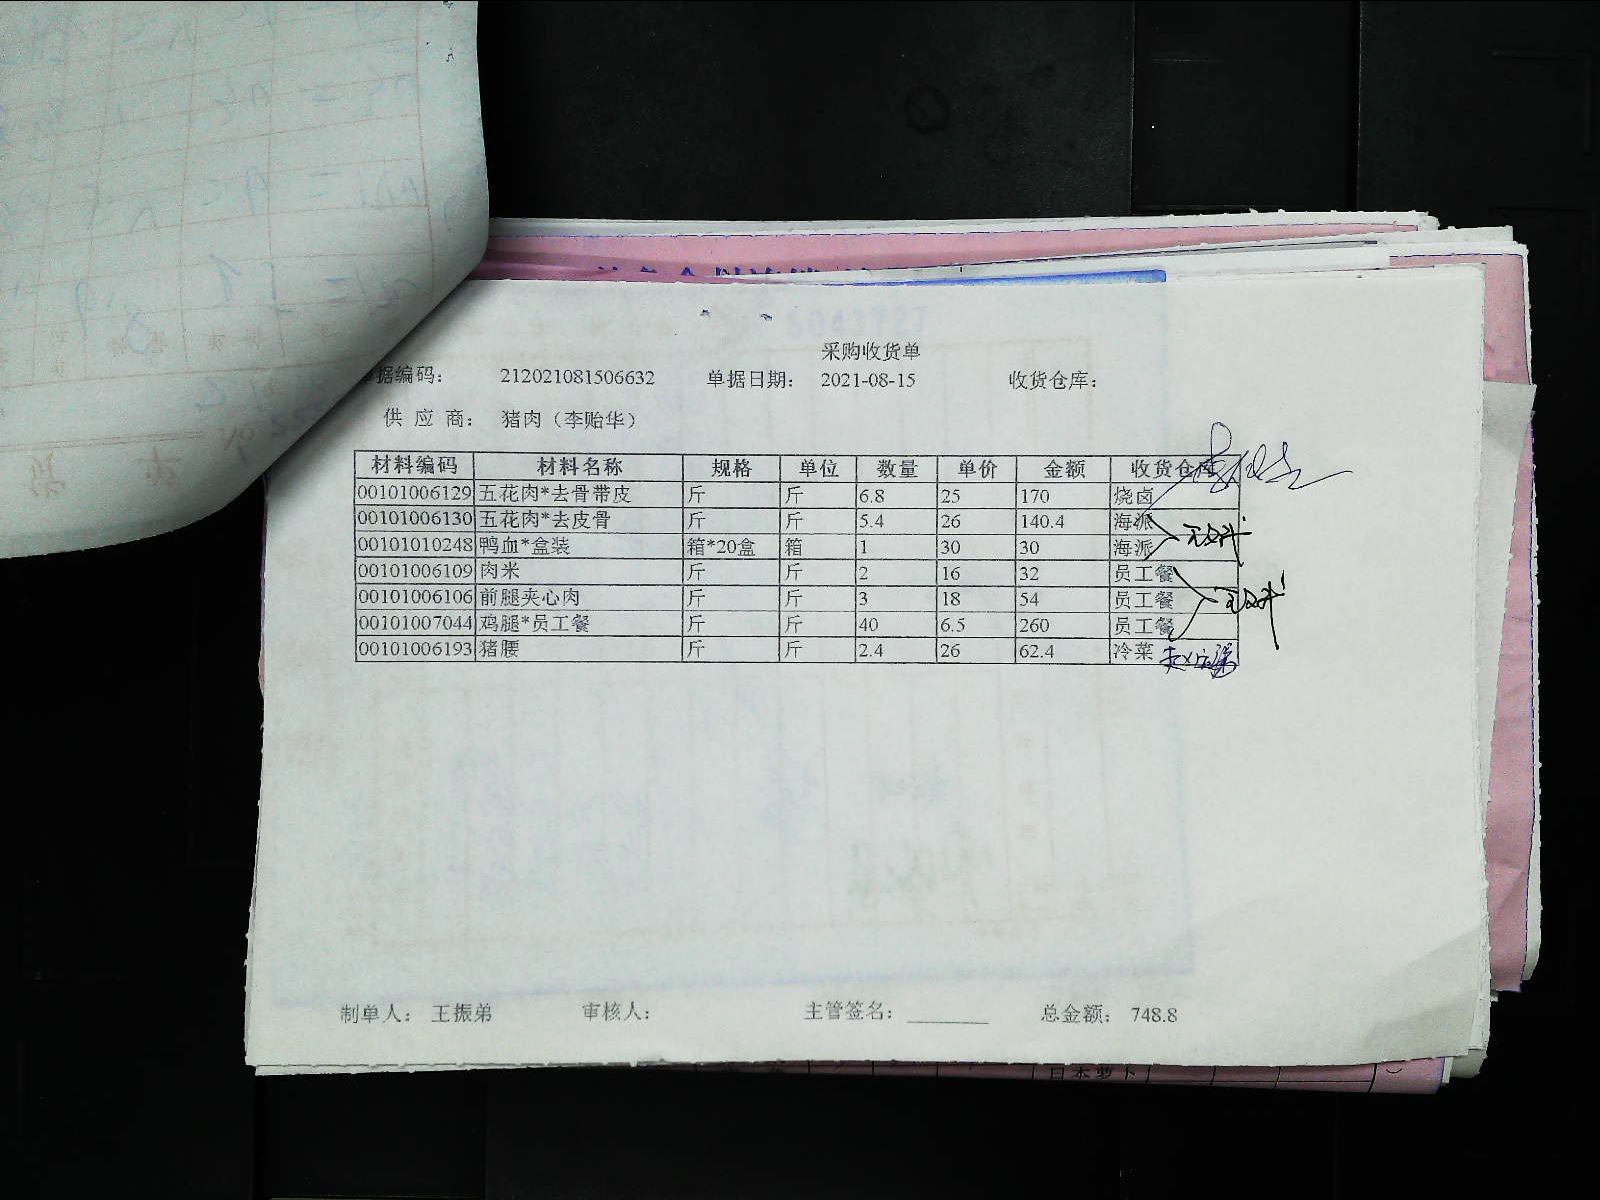 采购收货单
据编码： 212021081506632 单据日期： 2021-08-15 收货仓库：
供 应 商： 猪肉（李贻华）
材料编码 材料名称 规格 单位 数量 单价 金额 收货仓库
00101006129 五花肉*去骨带皮 斤 斤 6.8 25 170 烧卤
00101006130 五花肉*去皮骨 斤 斤 5.4 26 140.4 海派
00101010248 鸭血*盒装 箱*20盒 箱 1 30 30 海派
00101006109 肉米 斤 斤 2 16 32 员工餐
00101006106 前腿夹心肉 斤 斤 3 18 54 员工餐
00101007044 鸡腿*员工餐 斤 斤 40 6.5 260 员工餐
00101006193 猪腰 斤 斤 2.4 26 62.4 冷菜
制单人： 王振弟 审核人： 主管签名： 总金额： 748.8
日本萝卜